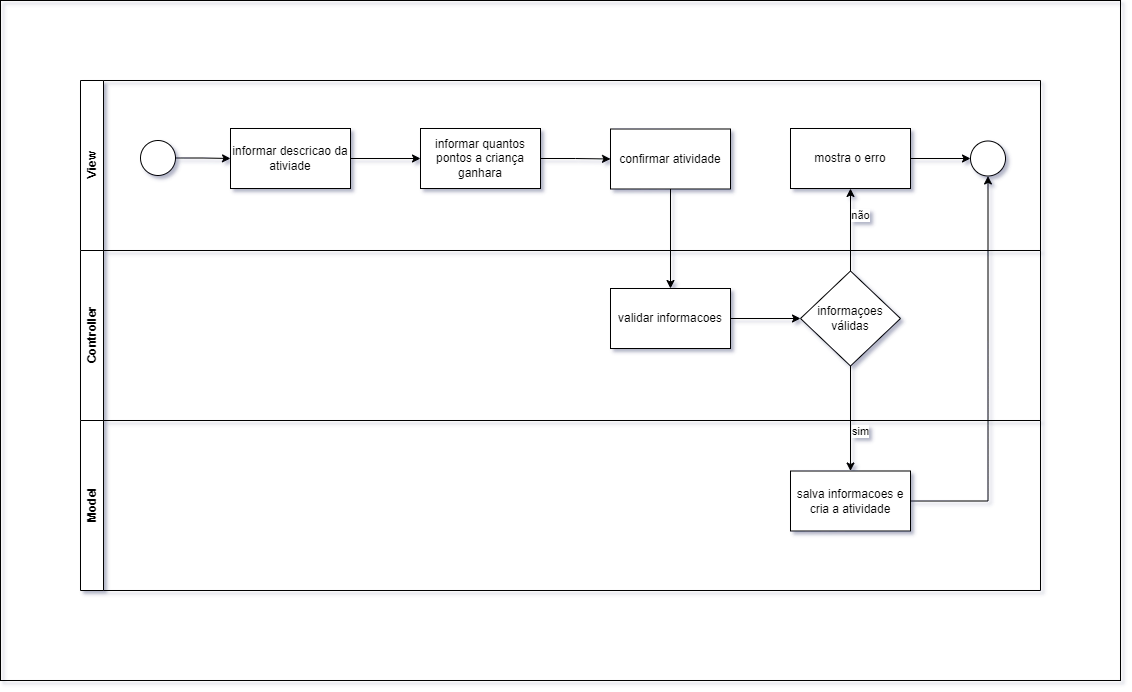 View
informar descricao da
ativiade
informar quantos
pontos a criança
ganhara
confirmar atividade
mostra o erro
não
Controller
validar informacoes
informaçoes
válidas
sim
Model
salva informacoes e
cria a atividade